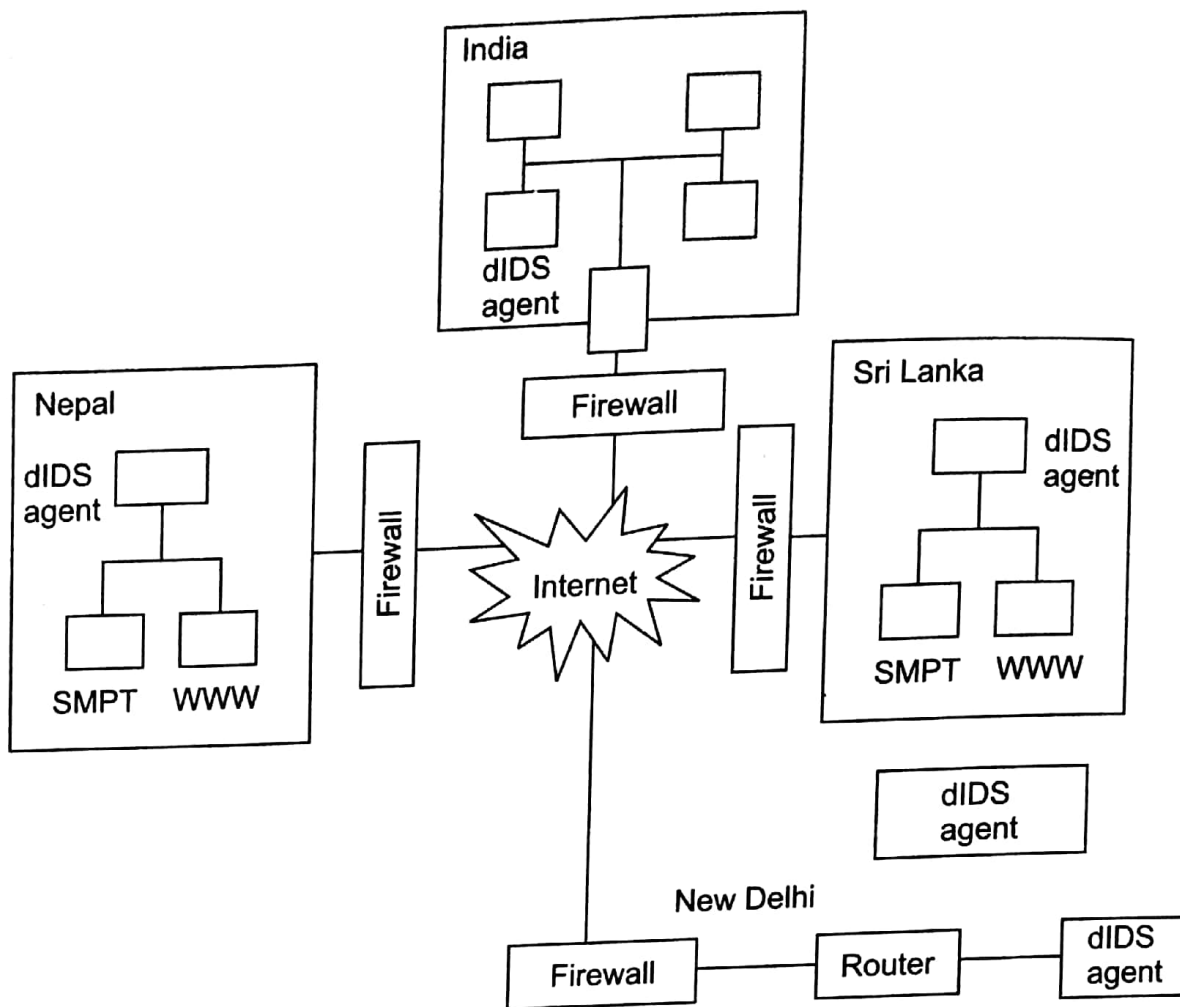 India
dIDS
agent
Firewall
Nepal
dIDS
agent
SMPT WWW
Firewall
Internet
Firewall
Sri Lanka
dIDS
agent
SMPT WWW
dIDS
agent
New Delhi
Firewall
Router
dIDS
agent